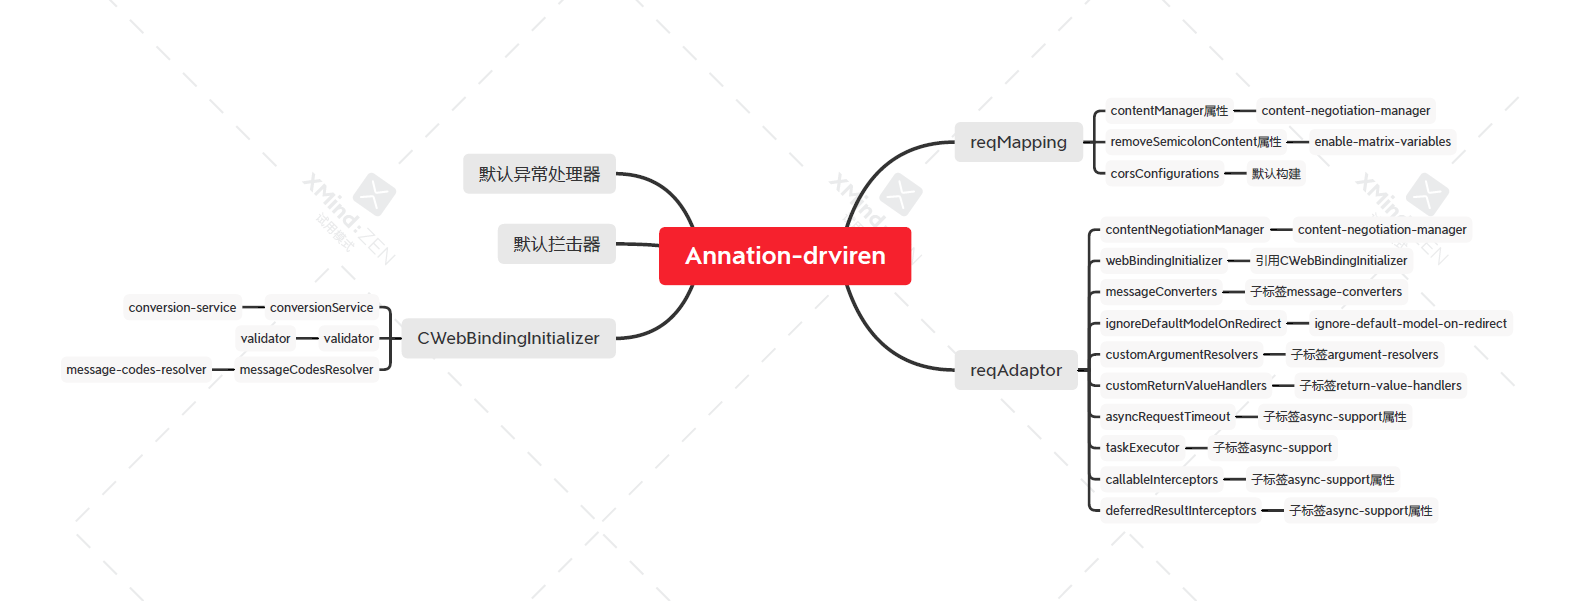 Annation-drviren
reqMapping
contentManager属性
content-negotiation-manager
removeSemicolonContent属性
enable-matrix-variables
corsConfigurations
默认构建
reqAdaptor
contentNegotiationManager
content-negotiation-manager
webBindingInitializer
引用CWebBindingInitializer
messageConverters
子标签message-converters
ignoreDefaultModelOnRedirect
ignore-default-model-on-redirect
customArgumentResolvers
子标签argument-resolvers
customReturnValueHandlers
子标签return-value-handlers
asyncRequestTimeout
子标签async-support属性
taskExecutor
子标签async-support
callableInterceptors
子标签async-support属性
deferredResultInterceptors
子标签async-support属性
默认异常处理器
默认拦击器
CWebBindingInitializer
conversionService
conversion-service
validator
validator
messageCodesResolver
message-codes-resolver
XMind:ZEN
试用模式
XMind
XMind
ZEN